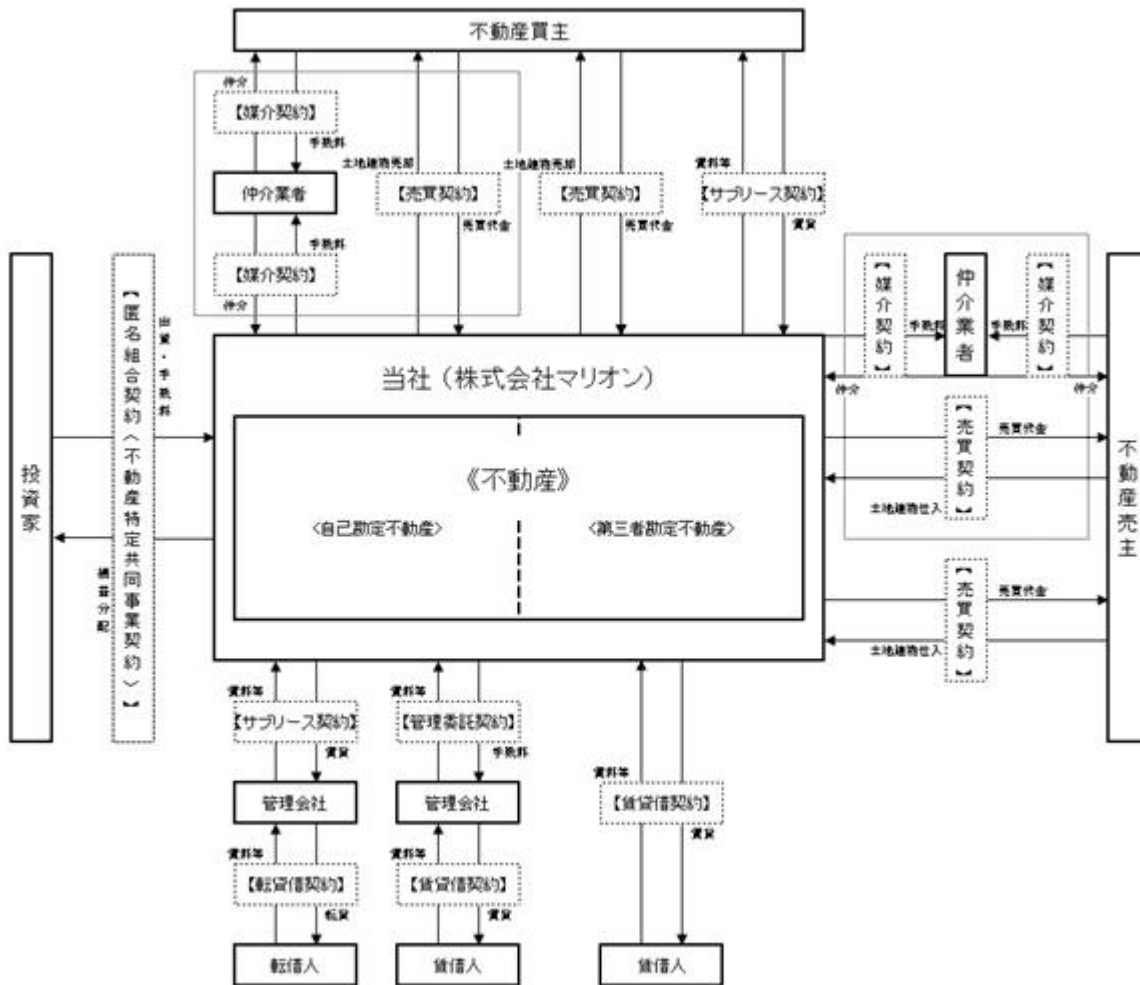 不動産買主
仲介
【媒介契約】
手数料
仲介業者
手数料
【媒介契約】
仲介
土地建物売却
【売買契約】
売買代金
土地建物売却
【売買契約】
売買代金
賃料等
【サブリース契約】
賃貸
投資家
【匿名組合契約〈不動産特定共同事業契約〉】
出資・手数料
損益分配
当社（株式会社マリオン）
《不動産》
<自己勘定不動産>
<第三者勘定不動産>
【媒介契約】
仲介業者
【媒介契約】
手数料
手数料
仲介
仲介
【売買契約】
売買代金
土地建物仕入
【売買契約】
売買代金
土地建物仕入
不動産売主
賃料等
【サブリース契約】
賃貸
管理会社
賃料等
【転貸借契約】
転貸
転借人
賃料等
【管理委託契約】
手数料
管理会社
賃料等
【賃貸借契約】
賃貸
賃借人
賃料等
【賃貸借契約】
賃貸
賃借人